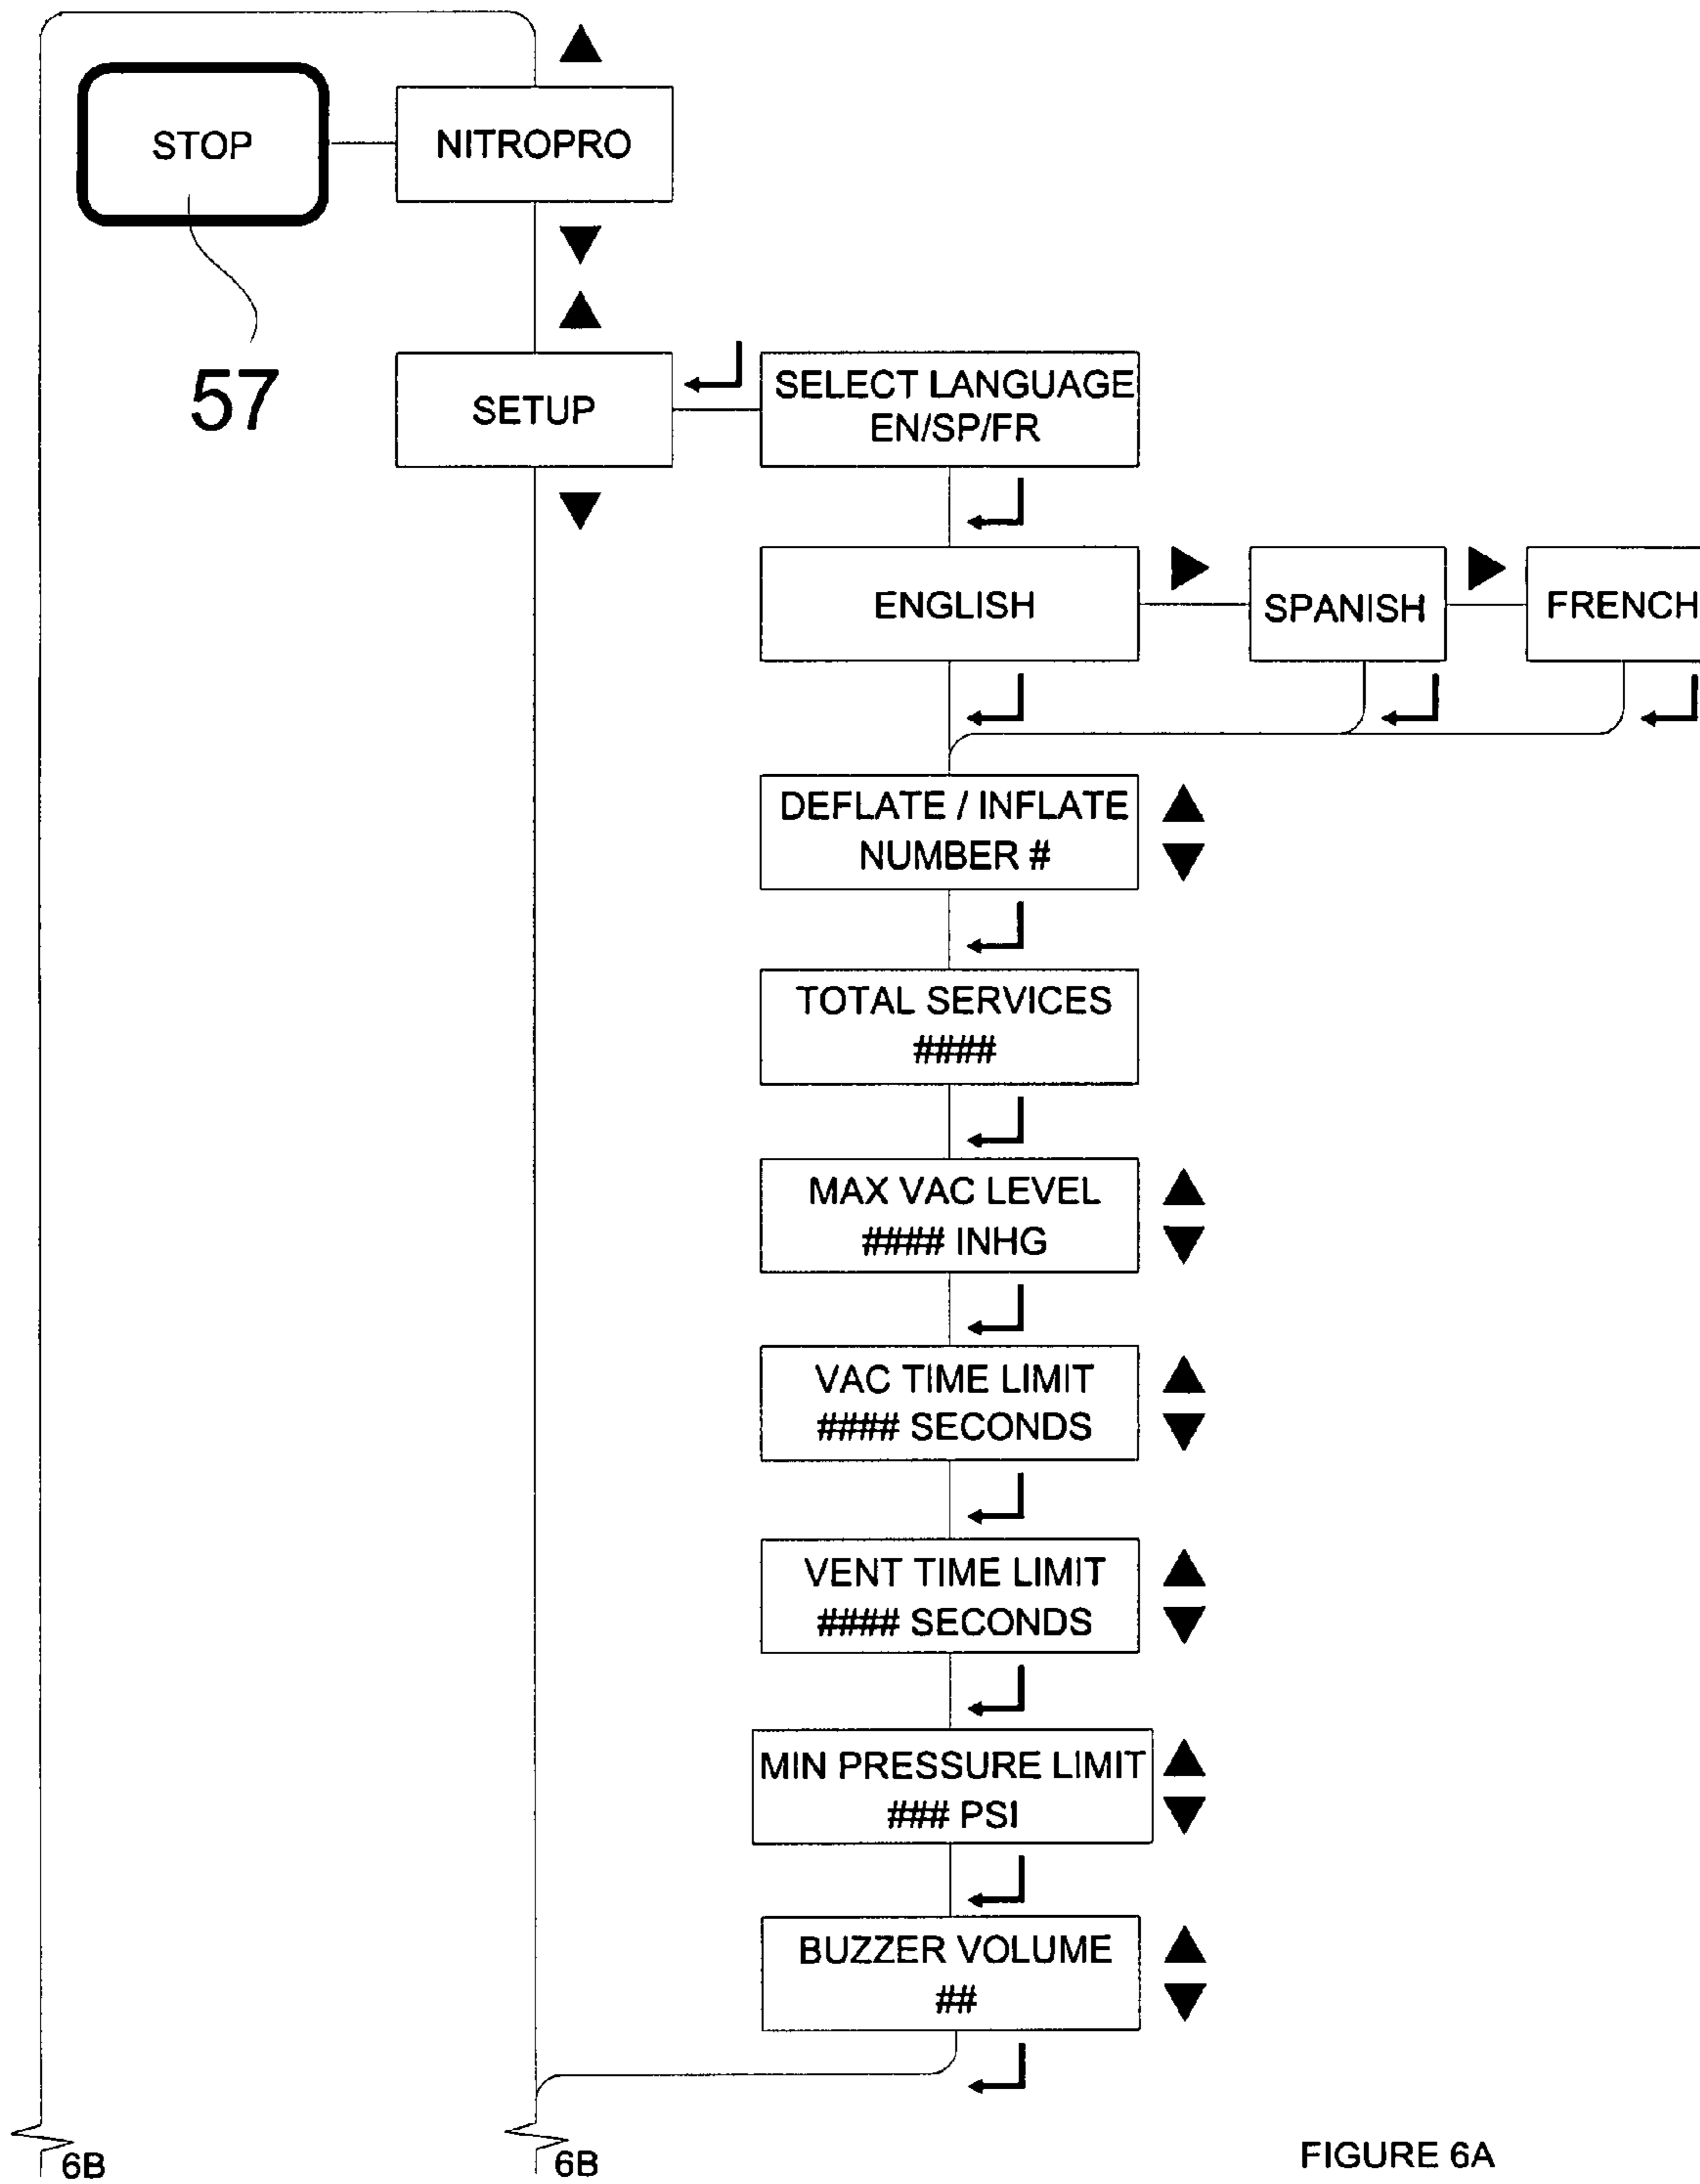 STOP
NITROPRO
57
SETUP
SELECT LANGUAGE
EN/SP/FR
ENGLISH
SPANISH
FRENCH
DEFLATE / INFLATE
NUMBER #
TOTAL SERVICES
####
MAX VAC LEVEL
#### INHG
VAC TIME LIMIT
#### SECONDS
VENT TIME LIMIT
#### SECONDS
MIN PRESSURE LIMIT
### PSI
BUZZER VOLUME
##
6B
6B
FIGURE 6A